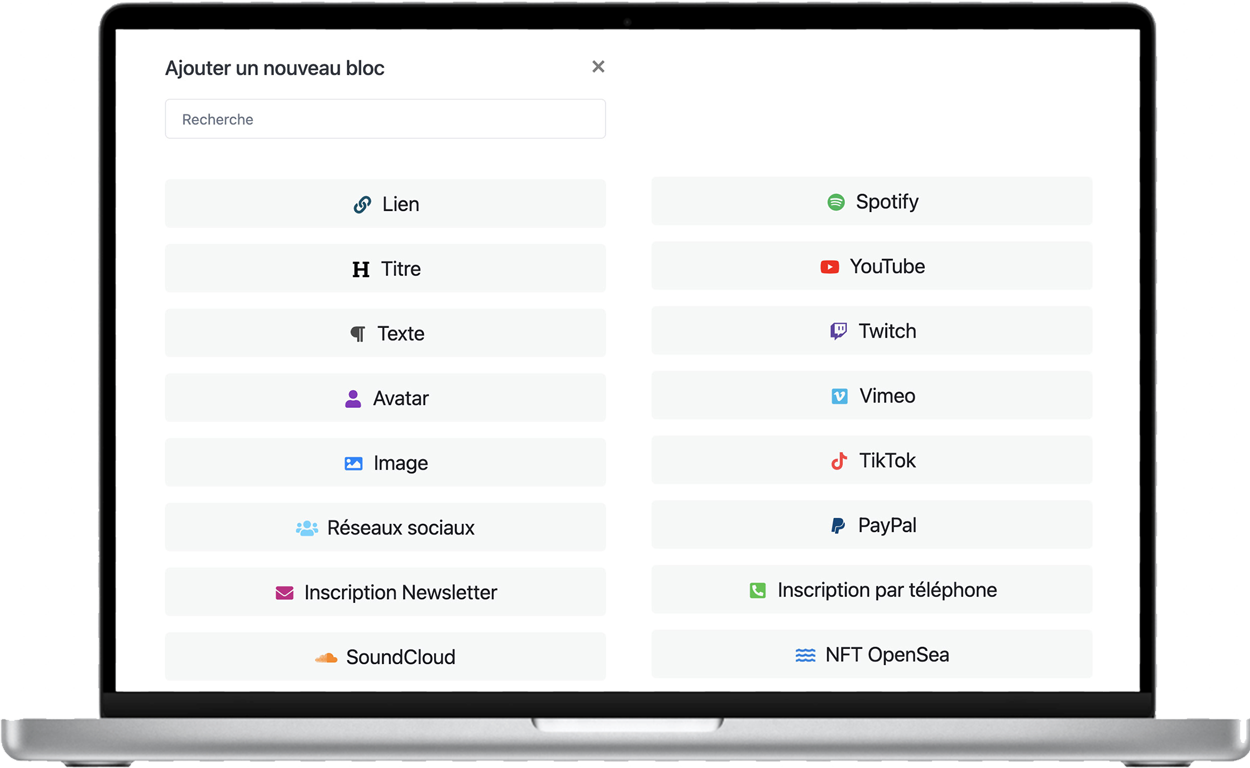 Ajouter un nouveau bloc
Recherche
Lien
Titre
Texte
Avatar
Image
Réseaux sociaux
Inscription Newsletter
SoundCloud
Spotify
YouTube
Twitch
Vimeo
TikTok
PayPal
Inscription par téléphone
NFT OpenSea